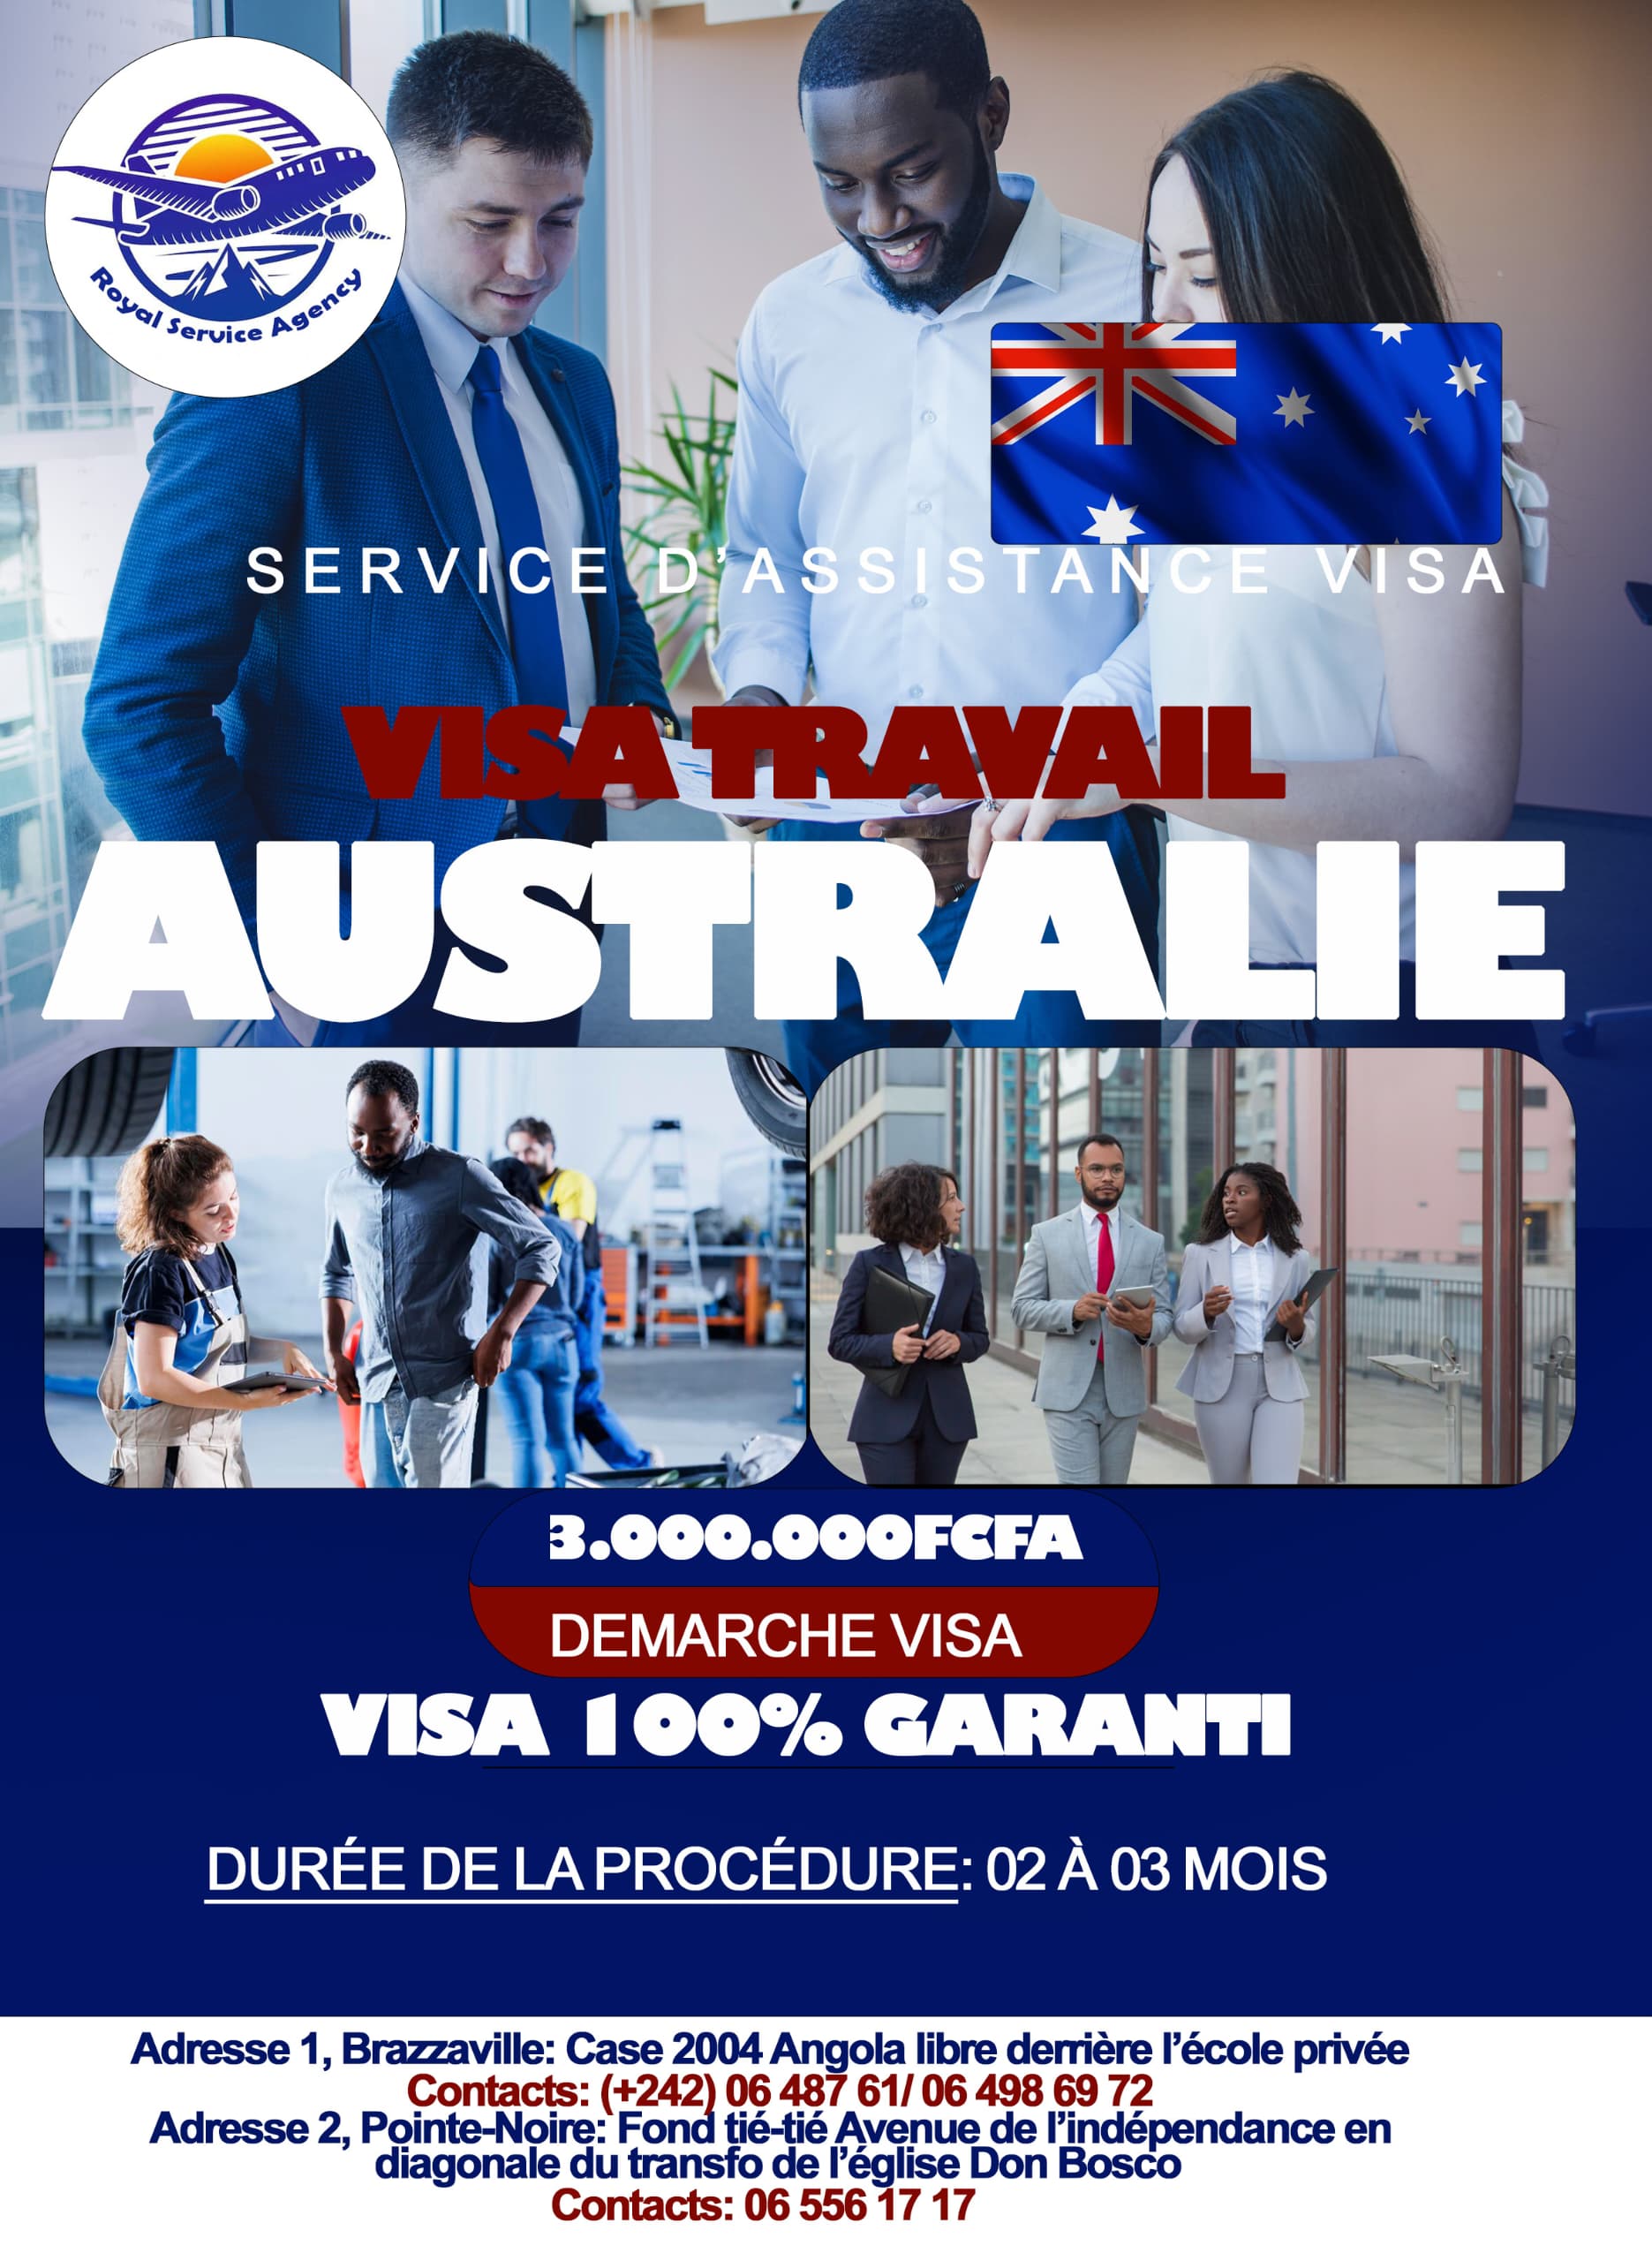 Royal Service Agency
SERVICE D'ASSISTANCE VISA
VISA TRAVAIL
AUSTRALIE
3.000.000FCFA
DEMARCHE VISA
VISA 100% GARANTI
DURÉE DE LA PROCÉDURE: 02 À 03 MOIS
Adresse 1, Brazzaville: Case 2004 Angola libre derrière l'école privée
Contacts: (+242) 06 487 61/ 06 498 69 72
Adresse 2, Pointe-Noire: Fond tié-tié Avenue de l'indépendance en
diagonale du transfo de l'église Don Bosco
Contacts: 06 556 17 17